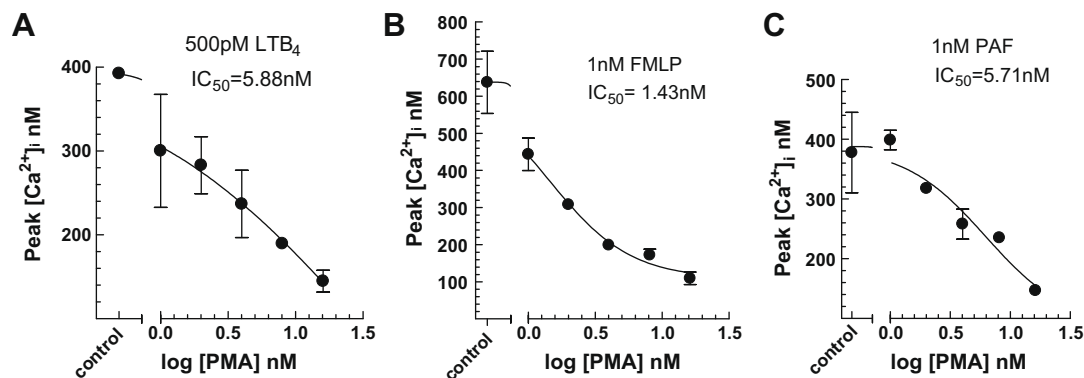 A
500pM LTB4
IC50=5.88nM
Peak [Ca2+]i nM
400
300
200
control
0.0
0.5
1.0
1.5
log [PMA] nM
B
1nM FMLP
IC50= 1.43nM
Peak [Ca2+]i nM
800
700
600
500
400
300
200
100
control
0.0
0.5
1.0
1.5
log [PMA] nM
C
1nM PAF
IC50=5.71nM
Peak [Ca2+]i nM
500
400
300
200
control
0.0
0.5
1.0
1.5
log [PMA] nM